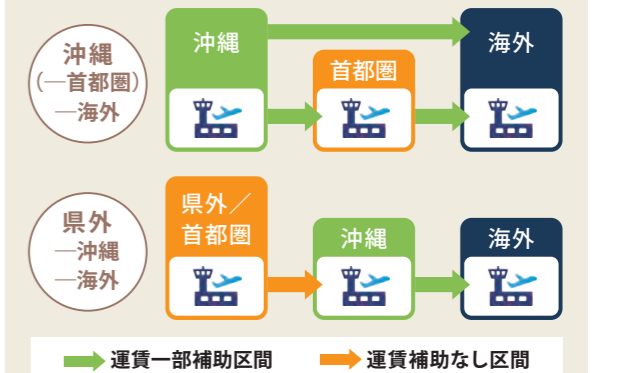 沖縄
(─首都圏)
─海外
沖縄
首都圏
海外
県外
─沖縄
─海外
県外／
首都圏
沖縄
海外
運賃一部補助区間
運賃補助なし区間